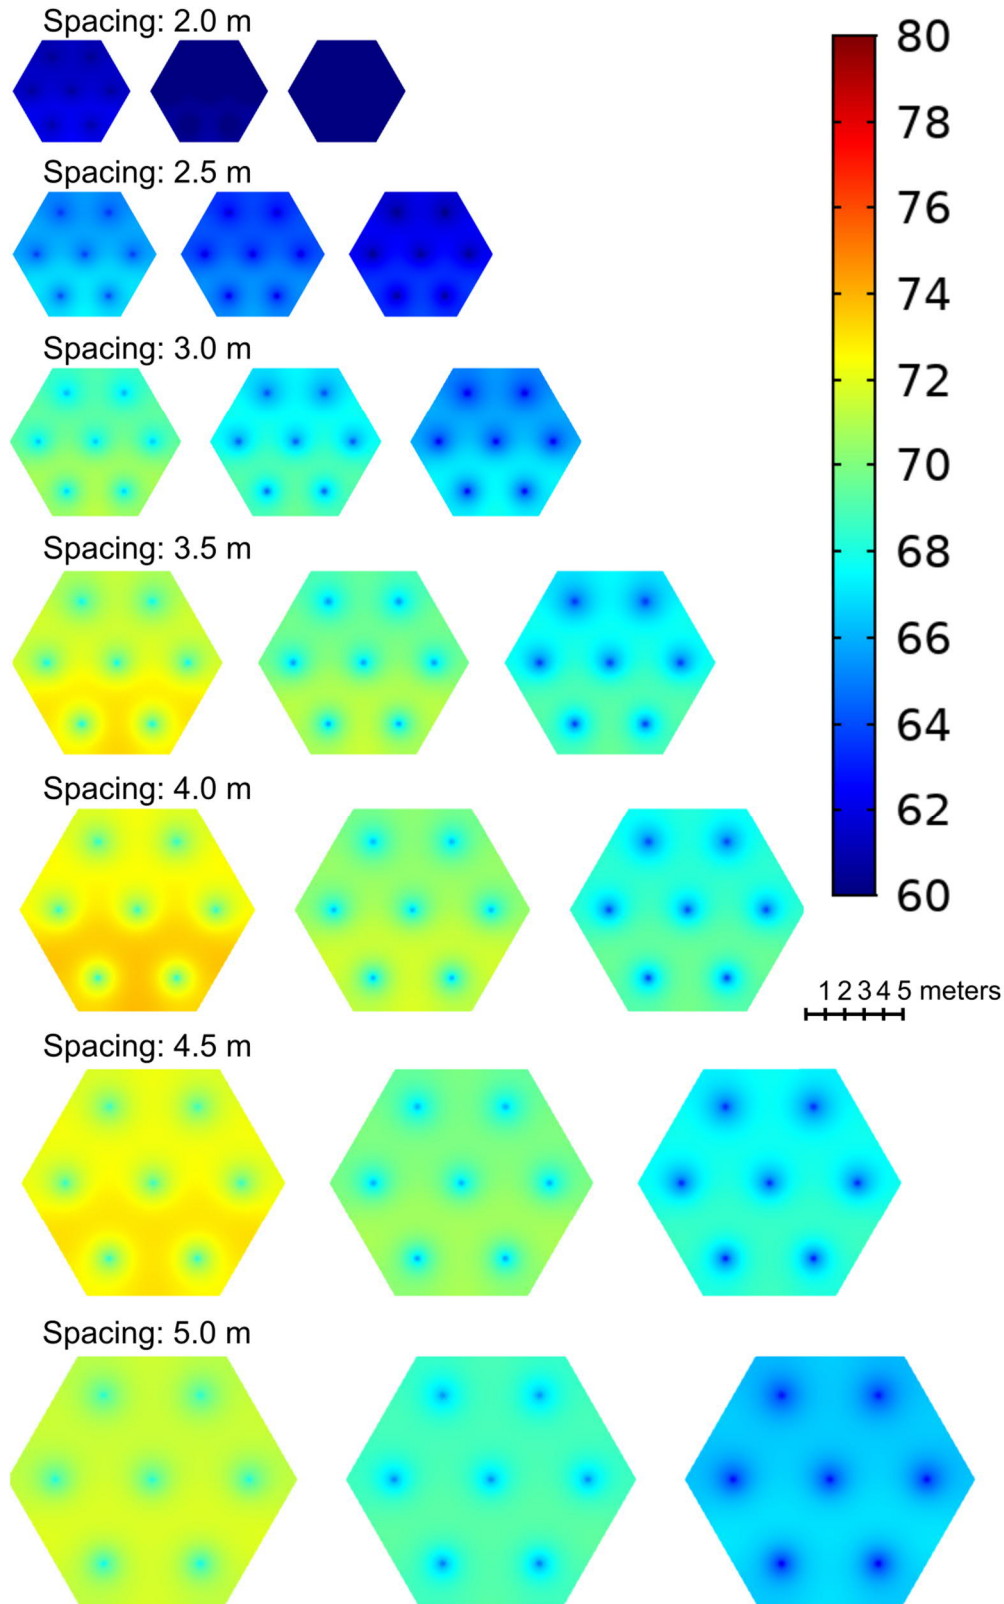 Spacing: 2.0 m
Spacing: 2.5 m
Spacing: 3.0 m
Spacing: 3.5 m
Spacing: 4.0 m
Spacing: 4.5 m
Spacing: 5.0 m
80
78
76
74
72
70
68
66
64
62
60
1 2 3 4 5 meters